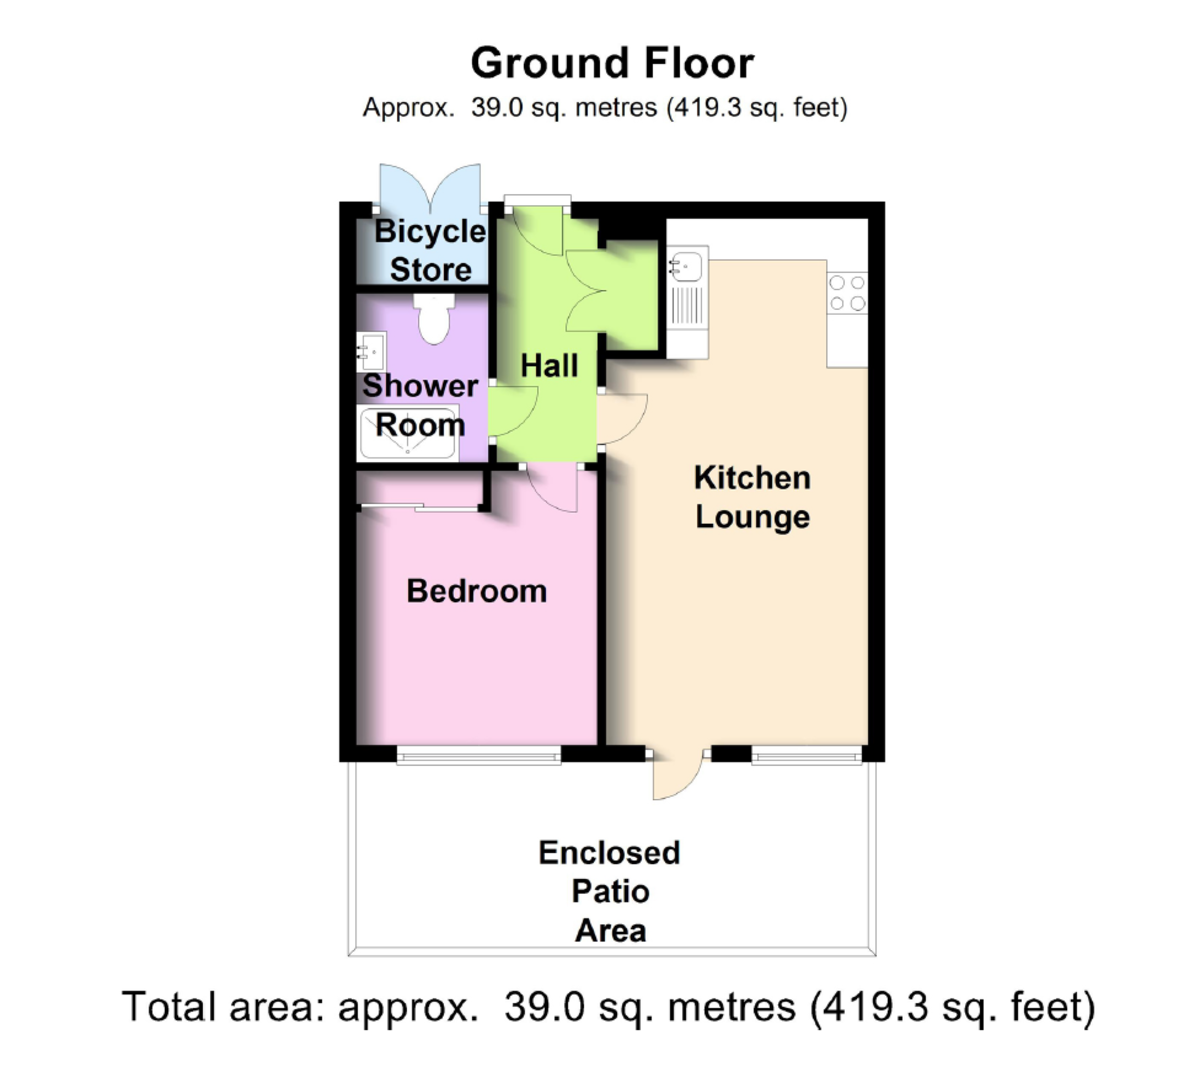 Ground Floor
Approx.  39.0 sq. metres (419.3 sq. feet)
Bicycle
Store
Hall
Shower
Room
Kitchen
Lounge
Bedroom
Enclosed
Patio
Area
Total area: approx.  39.0 sq. metres (419.3 sq. feet)